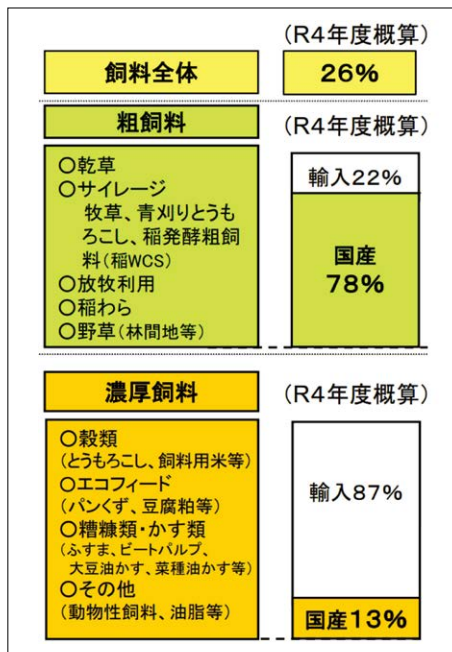 (R4年度概算)
飼料全体
26%
粗飼料
(R4年度概算)
○乾草
○サイレージ
牧草、青刈りとうも
ろこし、稲発酵粗飼
料(稲WCS)
○放牧利用
○稲わら
○野草(林間地等)
輸入22%
国産
78%
濃厚飼料
(R4年度概算)
○穀類
(とうもろこし、飼料用米等)
○エコフィード
(パンくず、豆腐粕等)
○糟糠類・かす類
(ふすま、ビートパルプ、
大豆油かす、菜種油かす等)
○その他
(動物性飼料、油脂等)
輸入87%
国産13%